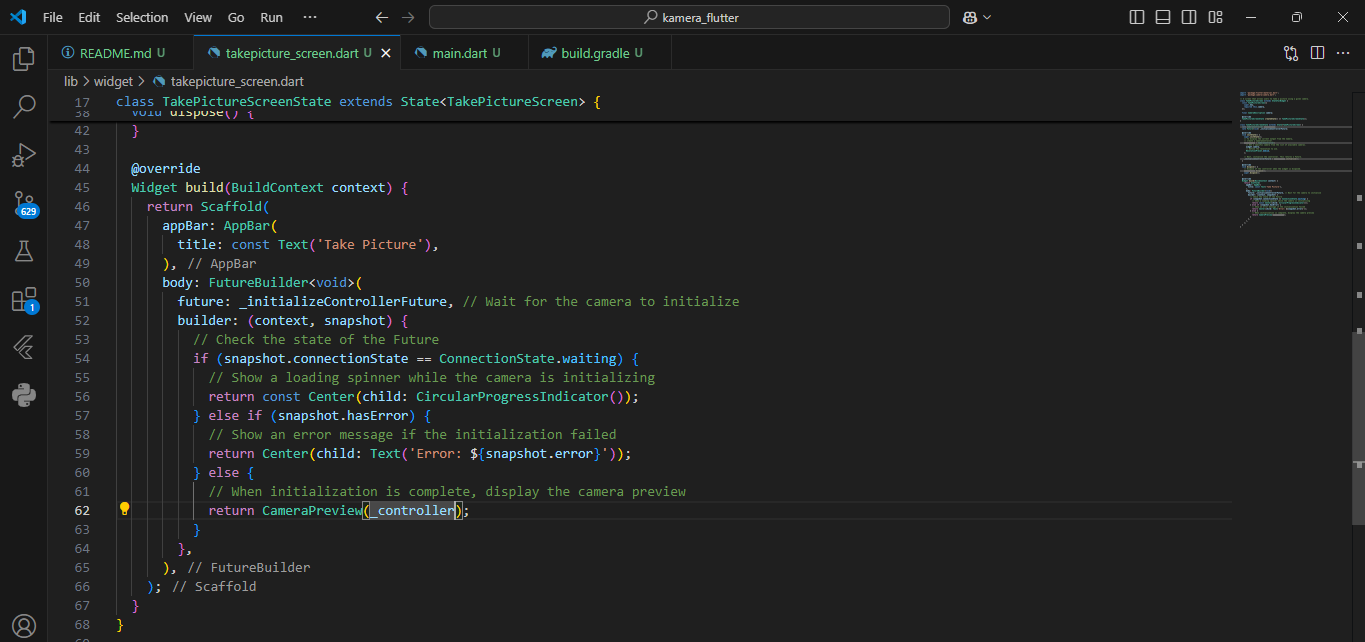 File Edit Selection View Go Run ··· kamera_flutter
README.md U takepicture_screen.dart U main.dart U build.gradle U
lib > widget > takepicture_screen.dart
17 class TakePictureScreenState extends State<TakePictureScreen> {
38 void dispose() {
42 }
43
44 @override
45 Widget build(BuildContext context) {
46 return Scaffold(
47 appBar: AppBar(
48 title: const Text('Take Picture'),
49 ), // AppBar
50 body: FutureBuilder<void>(
51 future: _initializeControllerFuture, // Wait for the camera to initialize
52 builder: (context, snapshot) {
53 // Check the state of the Future
54 if (snapshot.connectionState == ConnectionState.waiting) {
55 // Show a loading spinner while the camera is initializing
56 return const Center(child: CircularProgressIndicator());
57 } else if (snapshot.hasError) {
58 // Show an error message if the initialization failed
59 return Center(child: Text('Error: ${snapshot.error}'));
60 } else {
61 // When initialization is complete, display the camera preview
62 return CameraPreview(_controller);
63 }
64 },
65 ), // FutureBuilder
66 ); // Scaffold
67 }
68 }
629
1